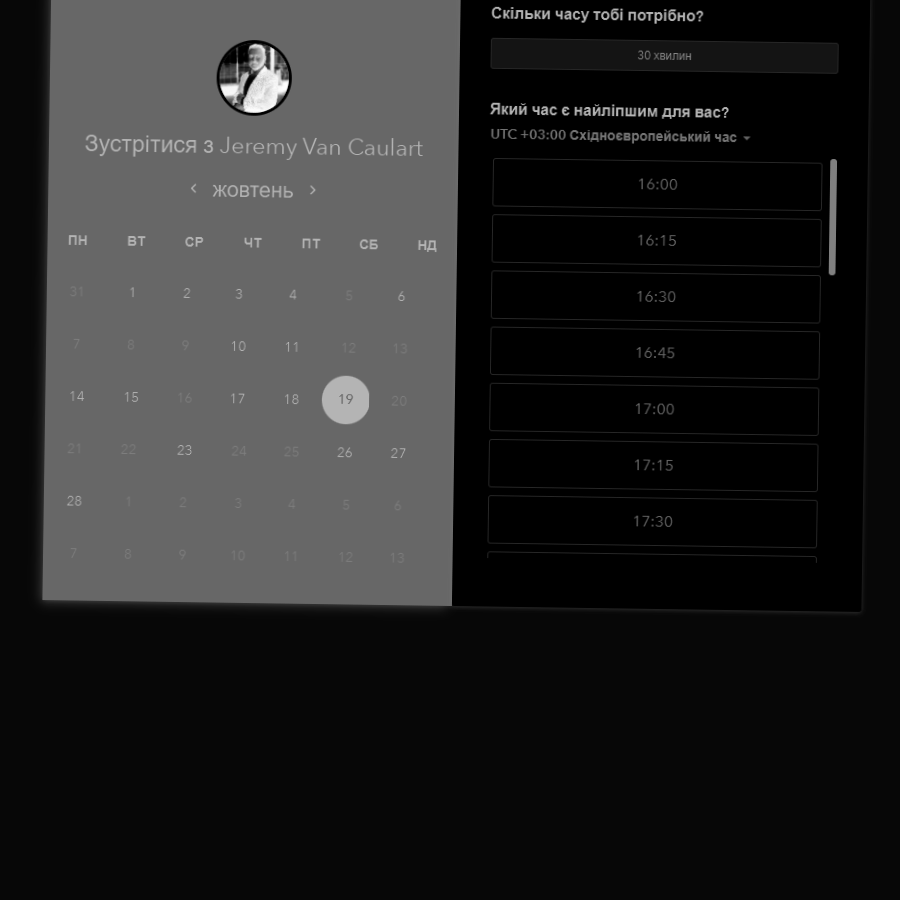 Зустрітися з Jeremy Van Caulart
‹ жовтень ›
ПН ВТ СР ЧТ ПТ СБ НД
31 1 2 3 4 5 6
7 8 9 10 11 12 13
14 15 16 17 18 19 20
21 22 23 24 25 26 27
28 1 2 3 4 5 6
7 8 9 10 11 12 13
Скільки часу тобі потрібно?
30 хвилин
Який час є найліпшим для вас?
UTC +03:00 Східноєвропейський час
16:00
16:15
16:30
16:45
17:00
17:15
17:30